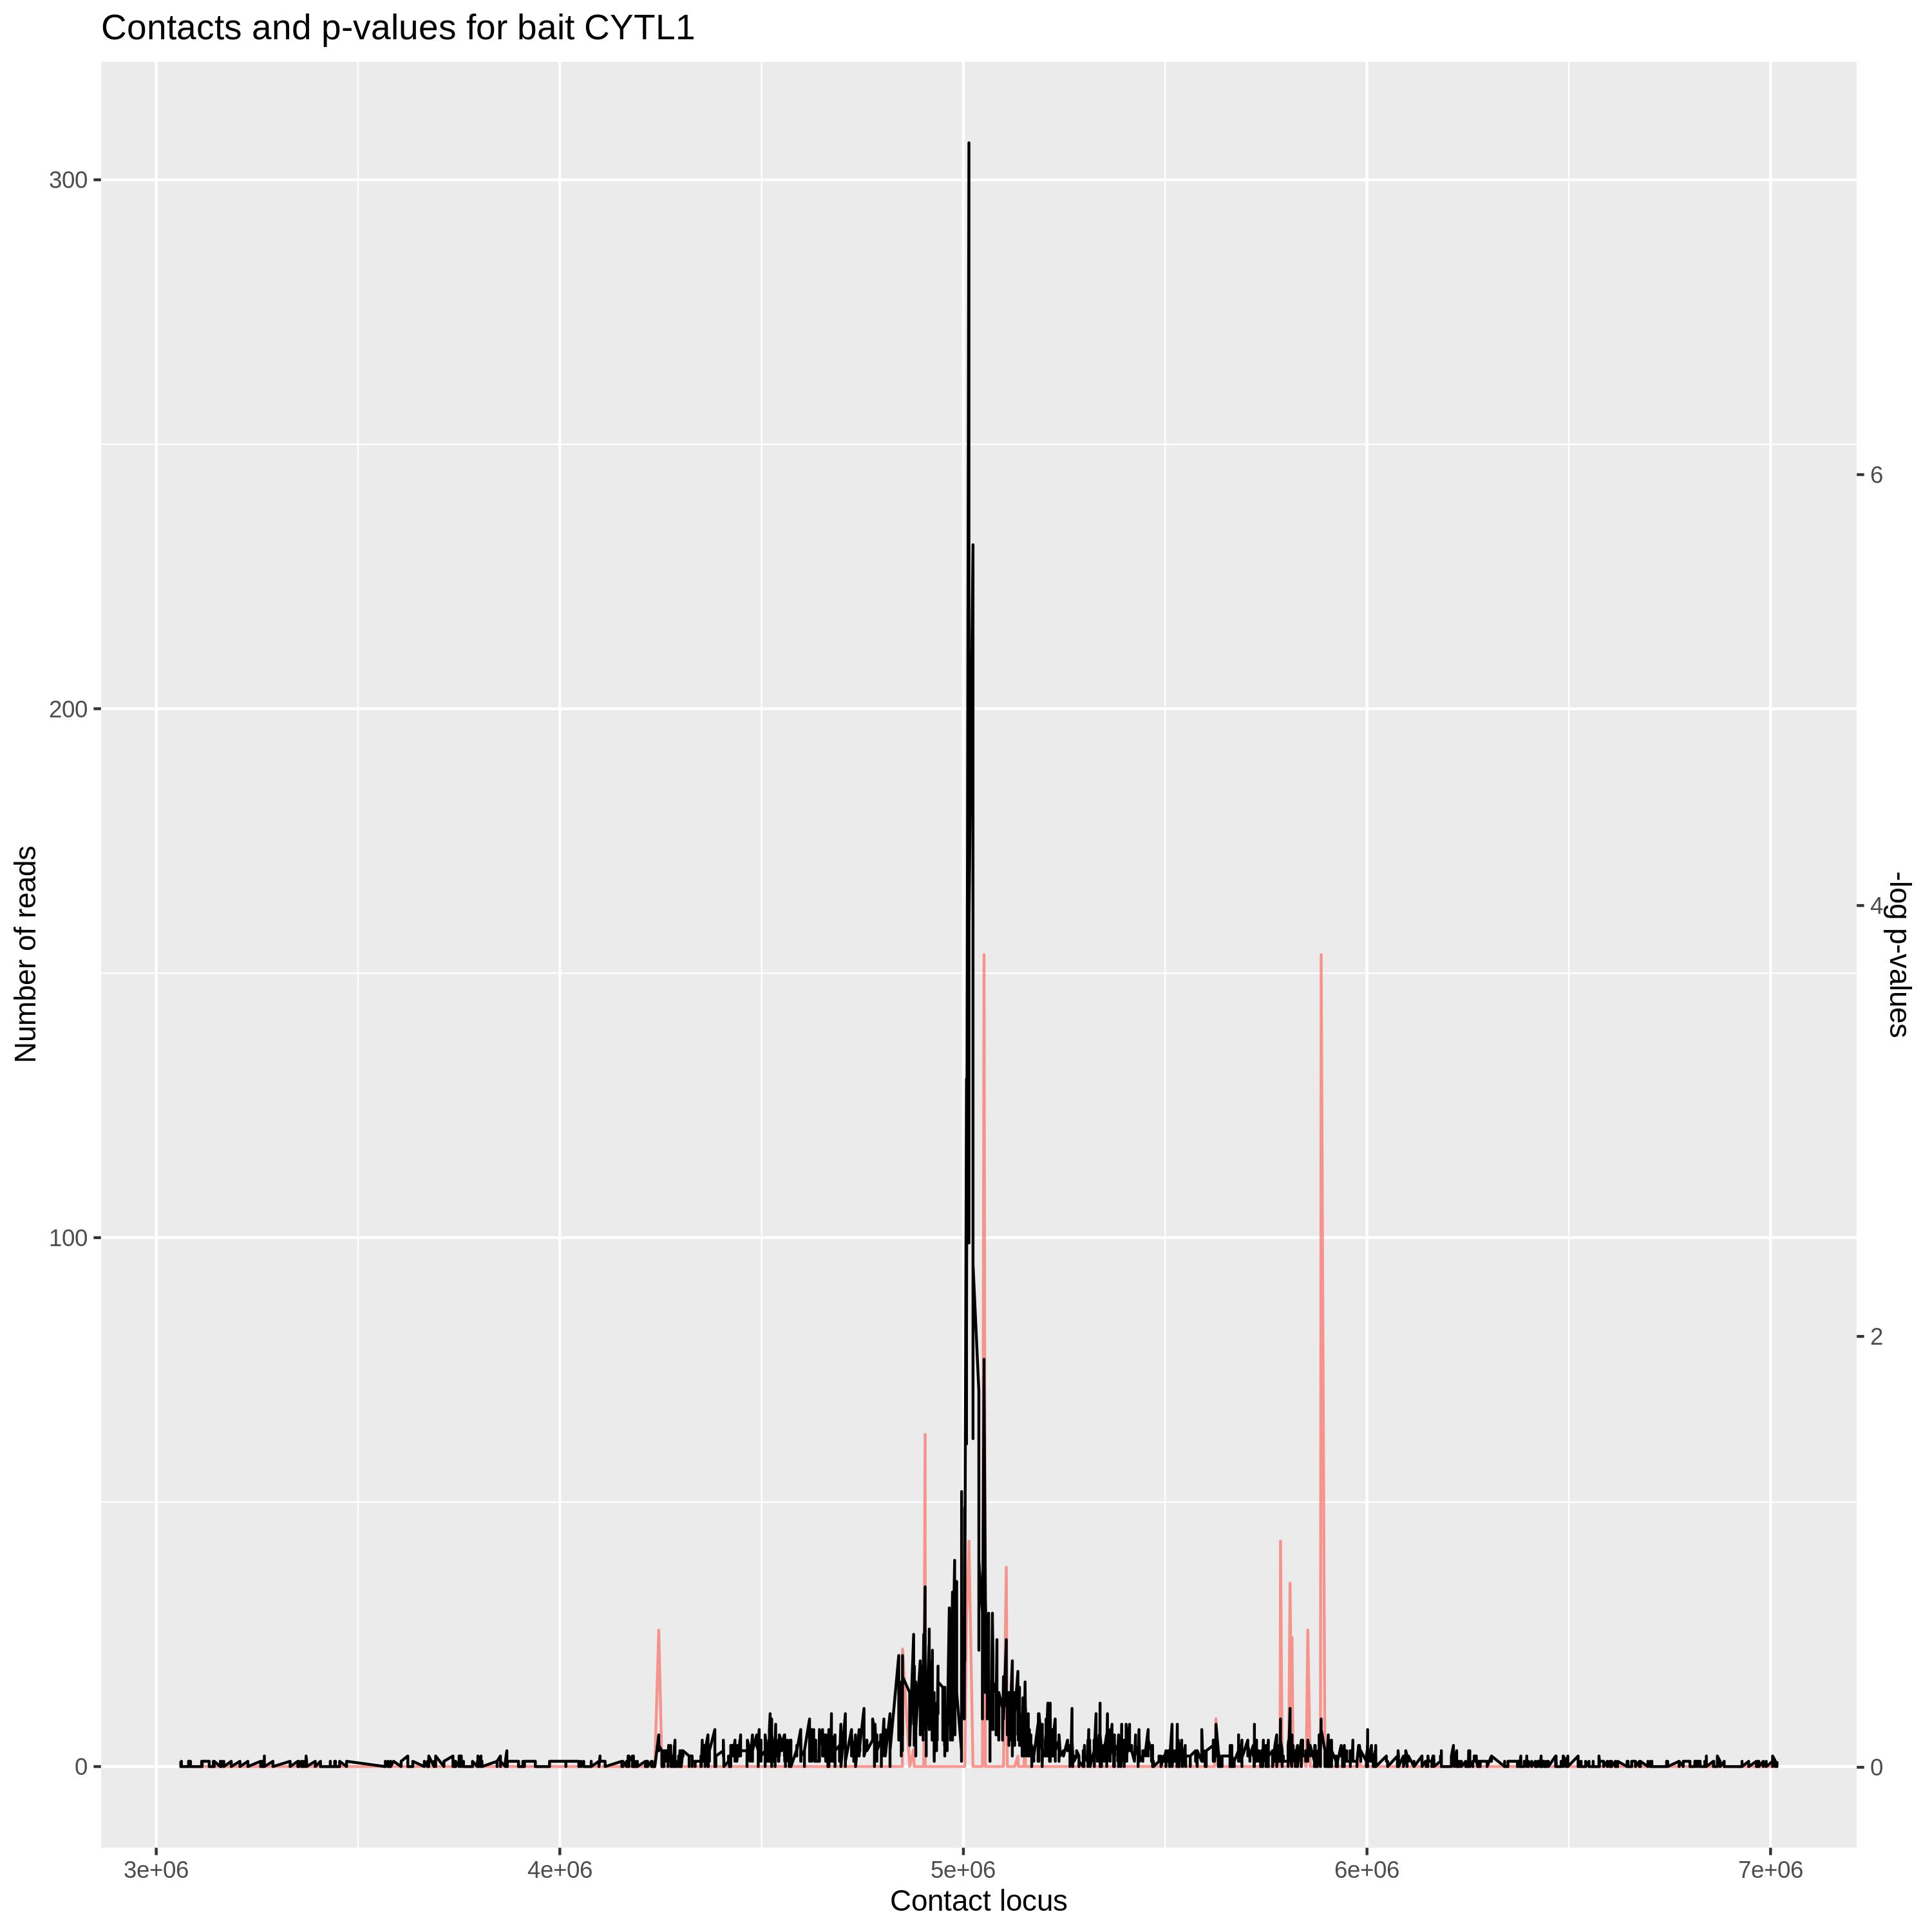 Contacts and p-values for bait CYTL1
300
200
100
0
Number of reads
6
4
2
0
-log p-values
3e+06
4e+06
5e+06
6e+06
7e+06
Contact locus